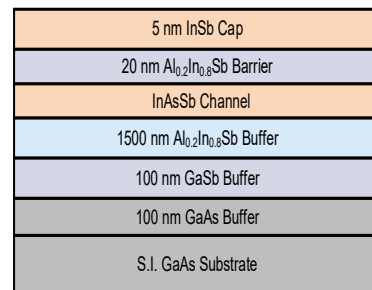 5 nm InSb Cap
20 nm Al₀.₂In₀.₈Sb Barrier
InAsSb Channel
1500 nm Al₀.₂In₀.₈Sb Buffer
100 nm GaSb Buffer
100 nm GaAs Buffer
S.I. GaAs Substrate